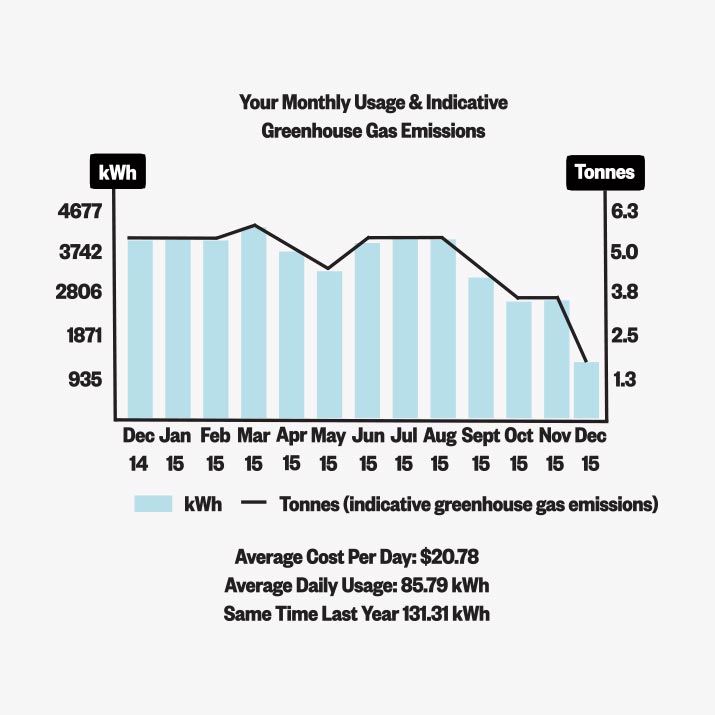 Your Monthly Usage & Indicative
Greenhouse Gas Emissions
kWh Tonnes
4677 6.3
3742 5.0
2806 3.8
1871 2.5
935 1.3
Dec Jan Feb Mar Apr May Jun Jul Aug Sept Oct Nov Dec
14 15 15 15 15 15 15 15 15 15 15 15 15
kWh Tonnes (indicative greenhouse gas emissions)
Average Cost Per Day: $20.78
Average Daily Usage: 85.79 kWh
Same Time Last Year 131.31 kWh